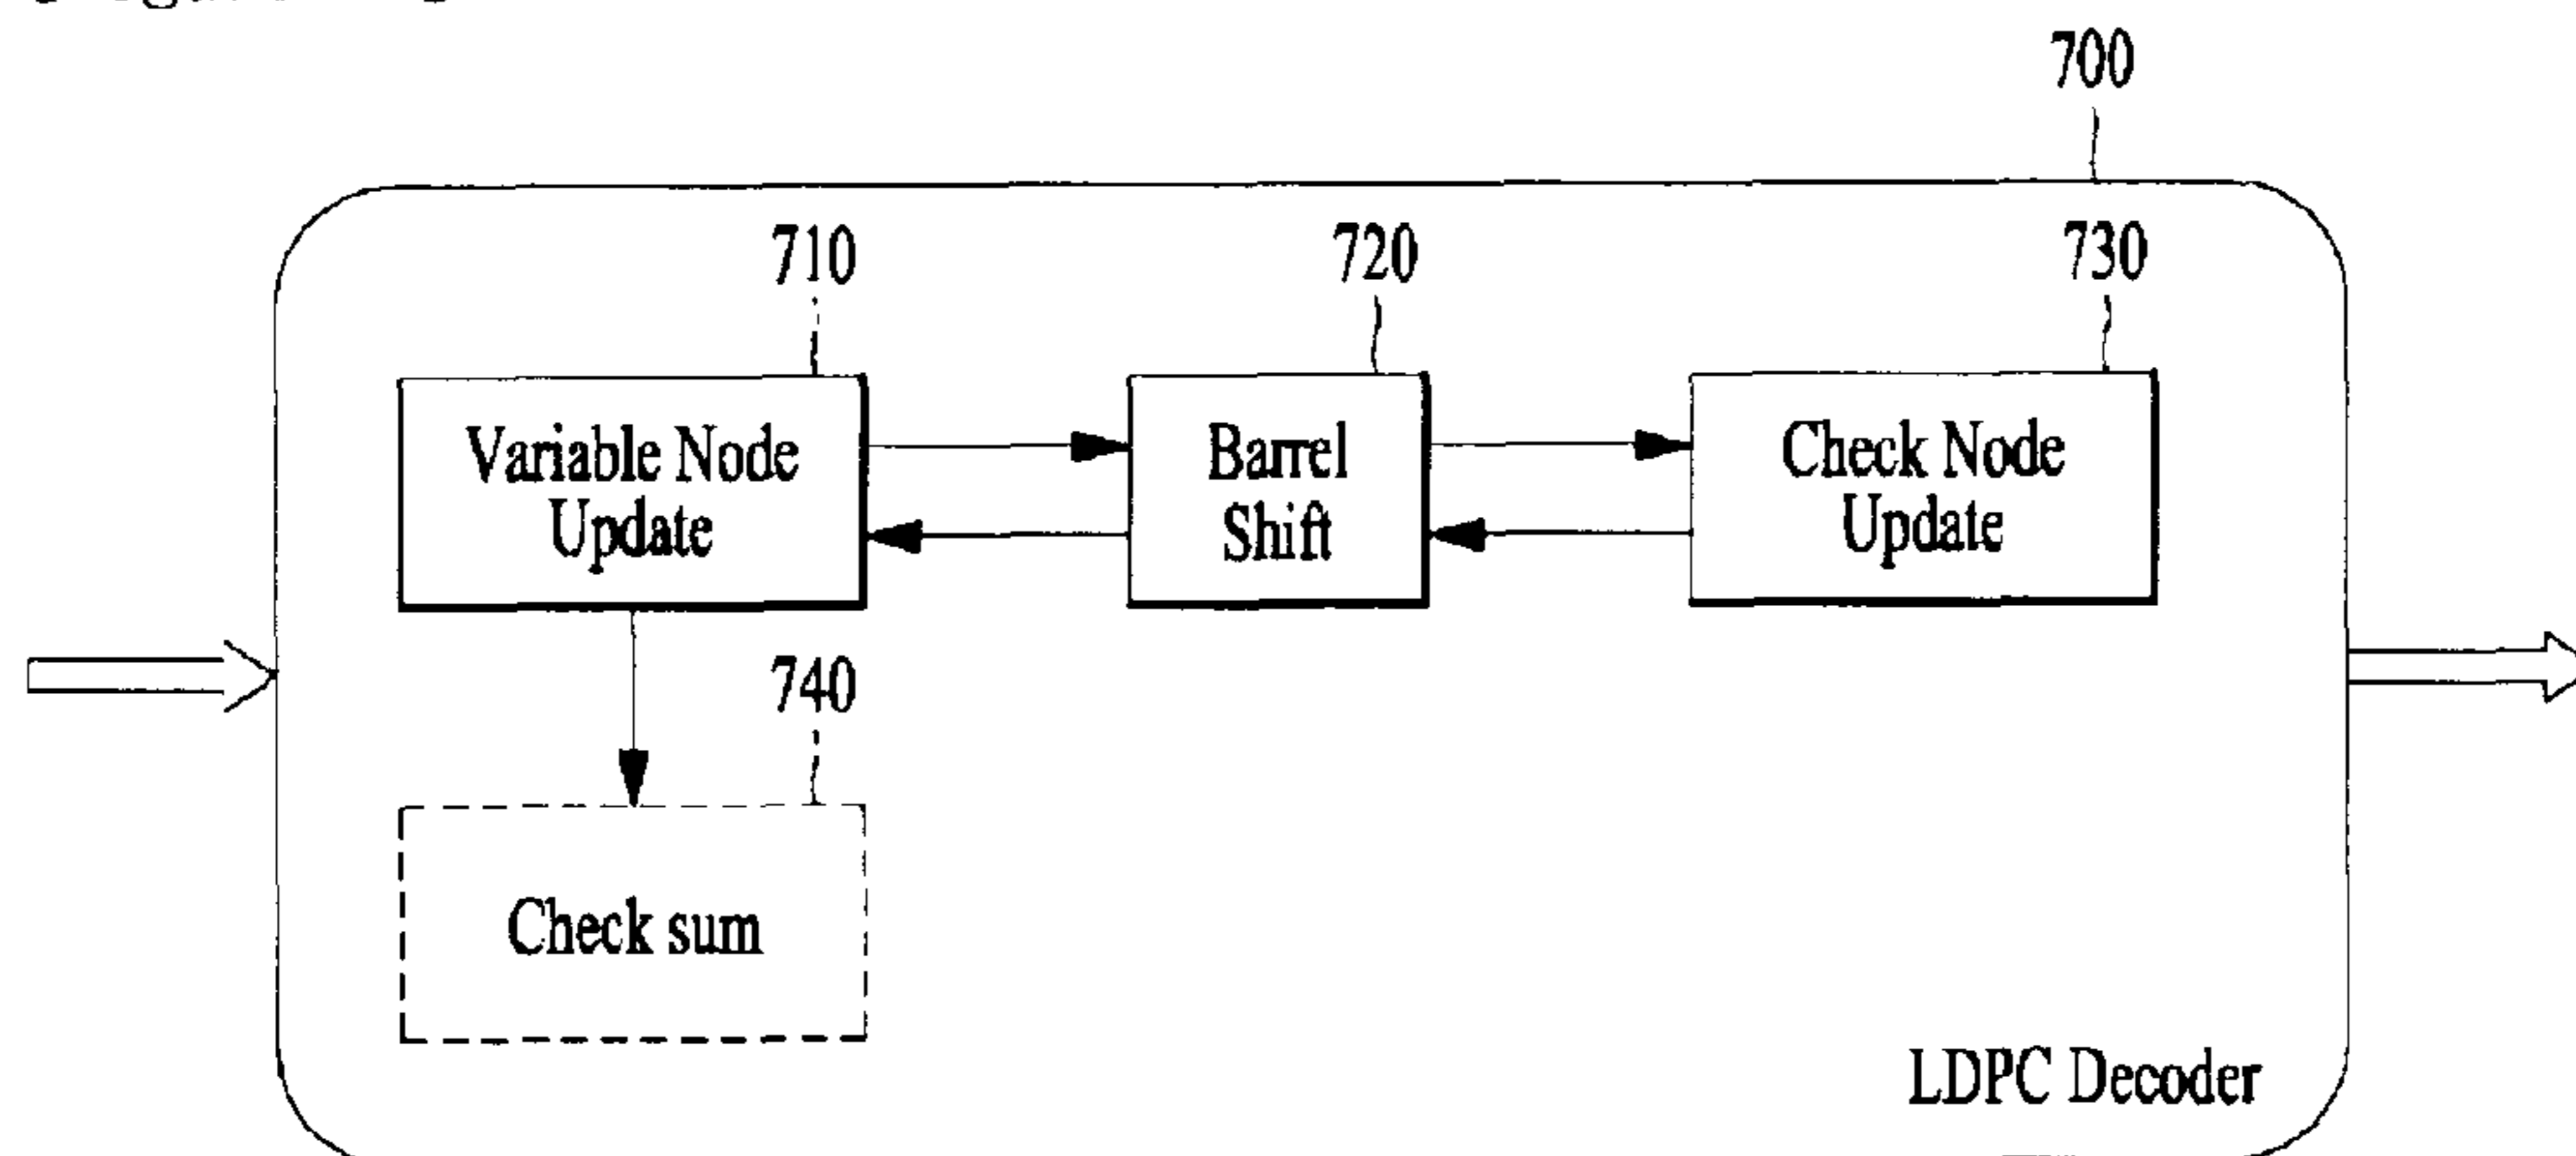 700
710
720
730
Variable Node
Update
Barrel
Shift
Check Node
Update
740
Check sum
LDPC Decoder